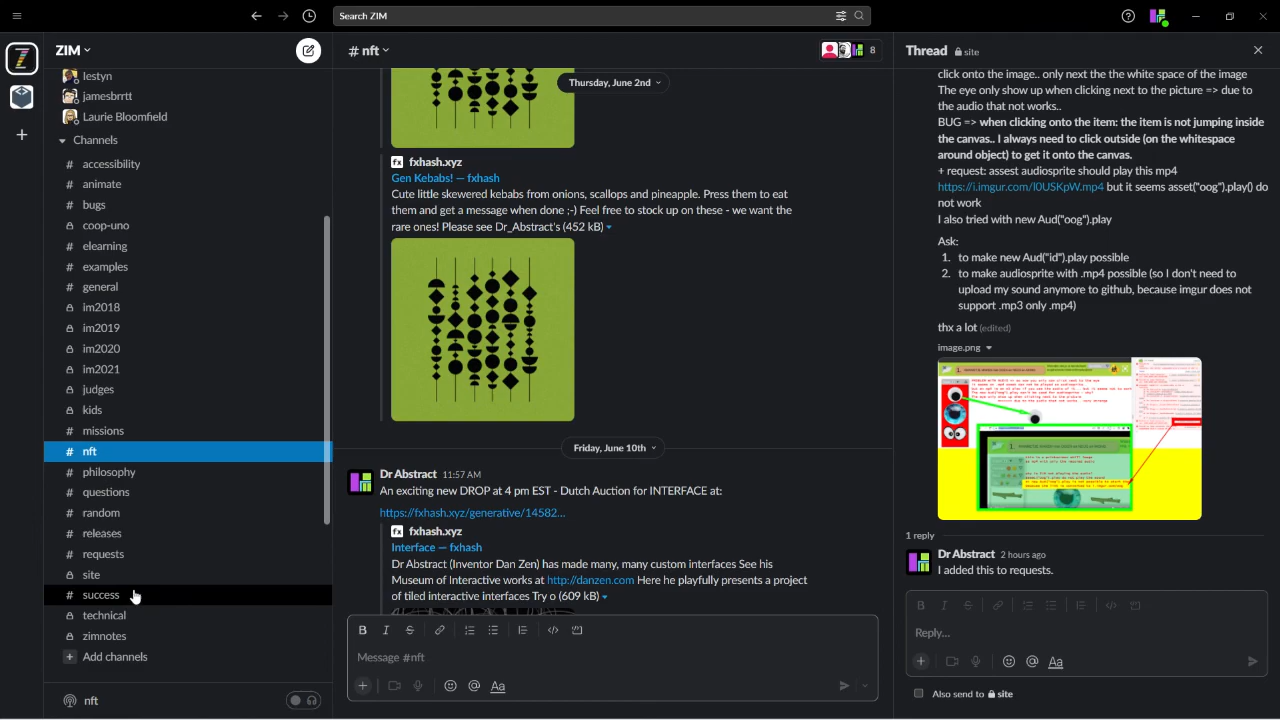 Search ZIM
ZIM
Iestyn
jamesbrrtt
Laurie Bloomfield
Channels
# accessibility
# animate
# bugs
coop-uno
# elearning
# examples
# general
im2018
im2019
im2020
im2021
judges
kids
# missions
# nft
# philosophy
# questions
# random
# releases
# requests
site
# success
technical
zimnotes
+ Add channels
nft
# nft
8
Thursday, June 2nd
fx fxhash.xyz
Gen Kebabs! — fxhash
Cute little skewered kebabs from onions, scallops and pineapple. Press them to eat
them and get a message when done ;-) Feel free to stock up on these - we want the
rare ones! Please see Dr_Abstract's (452 kB)
Friday, June 10th
Dr Abstract 11:57 AM
An exciting new DROP at 4 pm EST - Dutch Auction for INTERFACE at:
https://fxhash.xyz/generative/14582...
fx fxhash.xyz
Interface — fxhash
Dr Abstract (Inventor Dan Zen) has made many, many custom interfaces See his
Museum of Interactive works at http://danzen.com Here he playfully presents a project
of tiled interactive interfaces Try o (609 kB)
B I S
Message #nft
Aa
Thread site
click onto the image.. only next the the white space of the image
The eye only show up when clicking next to the picture => due to
the audio that not works..
BUG => when clicking onto the item: the item is not jumping inside
the canvas.. I always need to click outside (on the whitespace
around object) to get it onto the canvas.
+ request: assest audiosprite should play this mp4
https://i.imgur.com/l0USKpW.mp4 but it seems asset("oog").play() do
not work
I also tried with new Aud("oog").play
Ask:
1. to make new Aud("id").play possible
2. to make audiosprite with .mp4 possible (so I don't need to
upload my sound anymore to github, because imgur does not
support .mp3 only .mp4)
thx a lot (edited)
image.png
1 reply
Dr Abstract 2 hours ago
I added this to requests.
B I S
Reply...
Aa
Also send to site